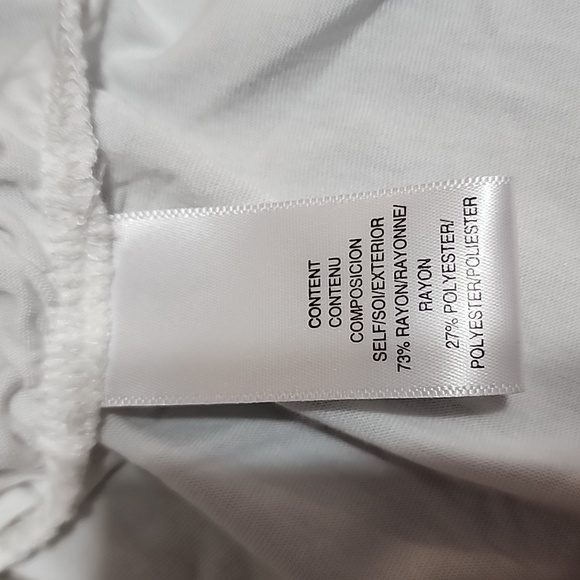 CONTENT
CONTENU
COMPOSICION
SELF/SOI/EXTERIOR
73% RAYON/RAYONNE/
RAYON
27% POLYESTER/
POLYESTER/POLIESTER